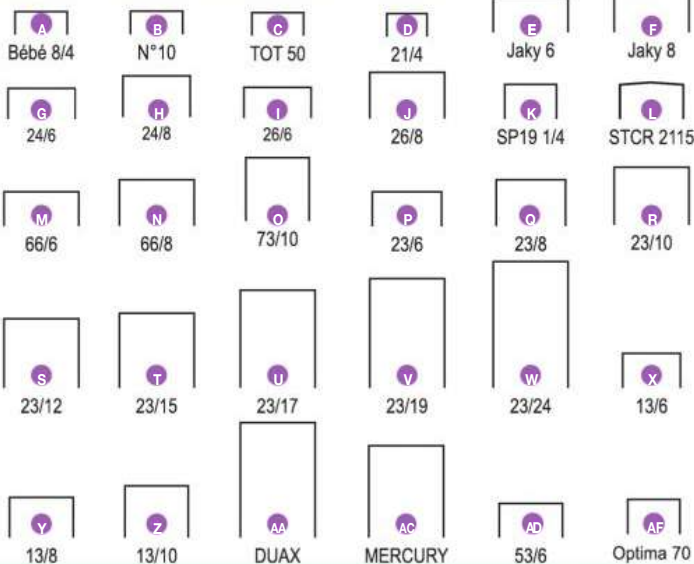 A B C D E F
Bébé 8/4 N°10 TOT 50 21/4 Jaky 6 Jaky 8
G H I J K L
24/6 24/8 26/6 26/8 SP19 1/4 STCR 2115
M N O P Q R
66/6 66/8 73/10 23/6 23/8 23/10
S T U V W X
23/12 23/15 23/17 23/19 23/24 13/6
Y Z AA AC AD AF
13/8 13/10 DUAX MERCURY 53/6 Optima 70